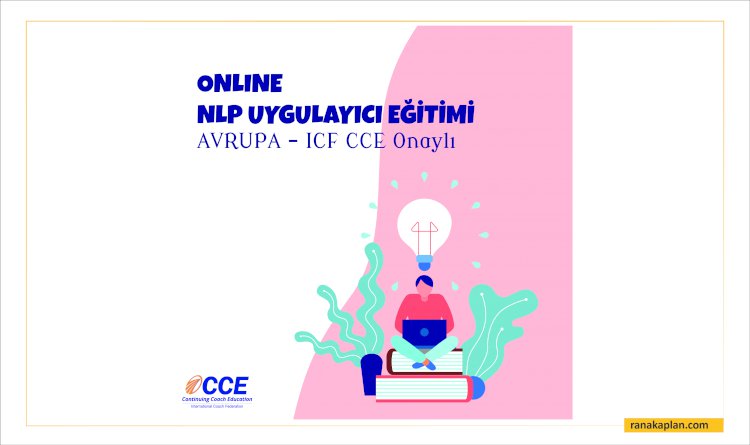 ONLINE
NLP UYGULAYICI EĞİTİMİ
AVRUPA - ICF CCE Onaylı
CCE
Continuing Coach Education
International Coach Federation
ranakaplan.com